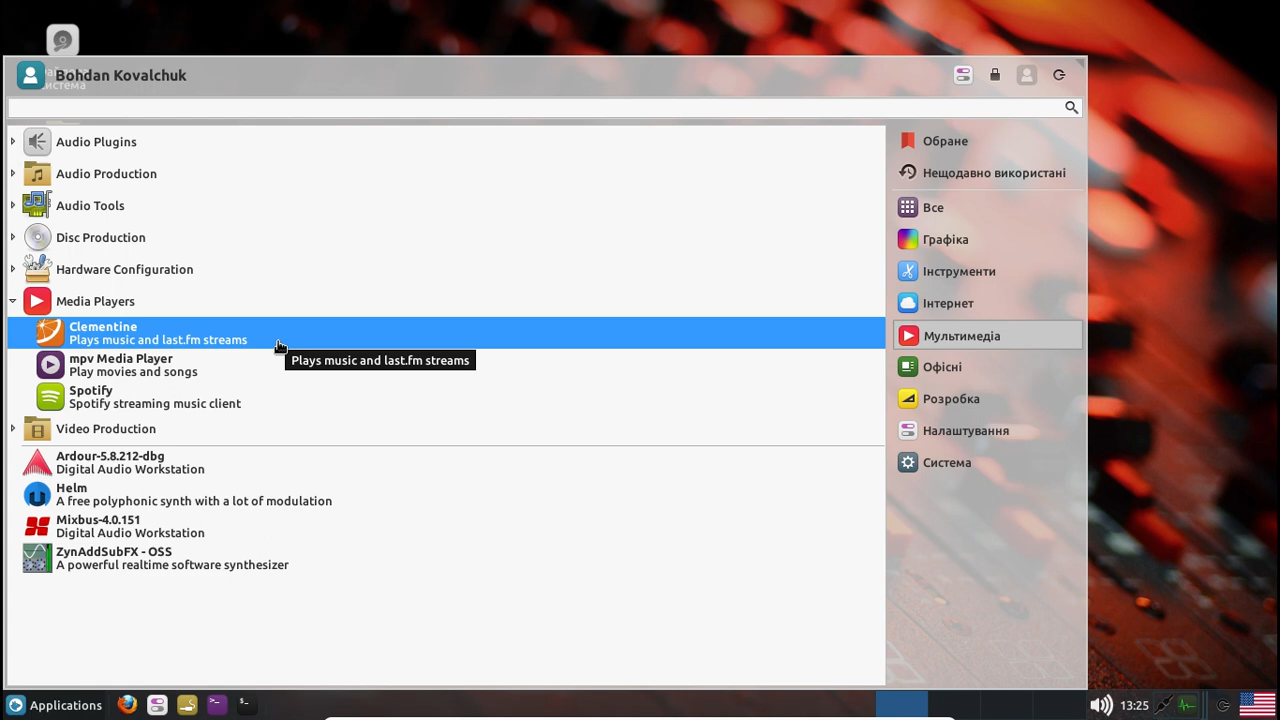 Bohdan Kovalchuk
система
Audio Plugins
Audio Production
Audio Tools
Disc Production
Hardware Configuration
Media Players
Clementine
Plays music and last.fm streams
Plays music and last.fm streams
mpv Media Player
Play movies and songs
Spotify
Spotify streaming music client
Video Production
Ardour-5.8.212-dbg
Digital Audio Workstation
Helm
A free polyphonic synth with a lot of modulation
Mixbus-4.0.151
Digital Audio Workstation
ZynAddSubFX - OSS
A powerful realtime software synthesizer
Обране
Нещодавно використані
Все
Графіка
Інструменти
Інтернет
Мультимедіа
Офісні
Розробка
Налаштування
Система
Applications
13:25